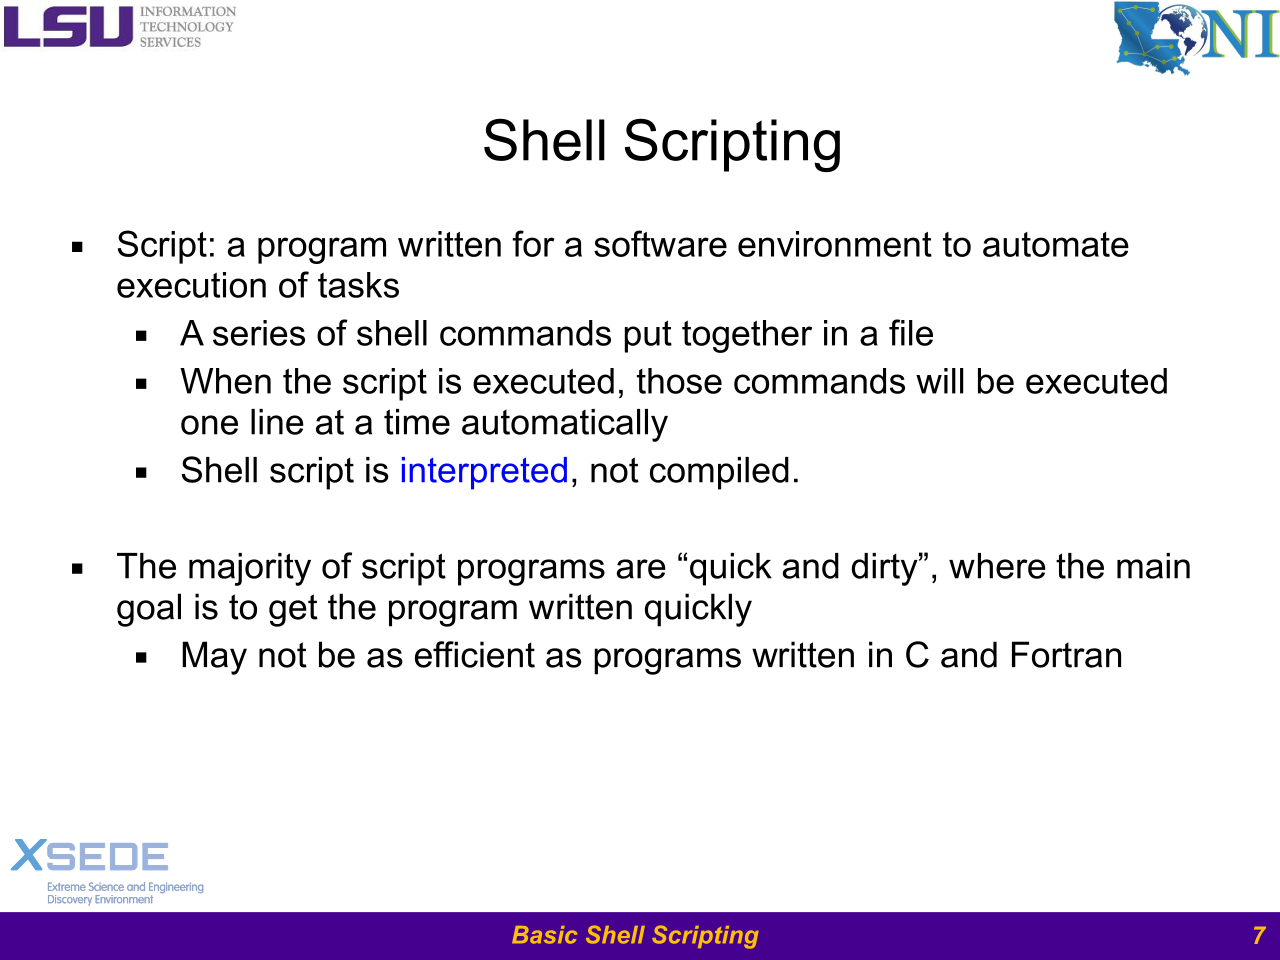 LSU INFORMATION
TECHNOLOGY
SERVICES
LONI
Shell Scripting
▪ Script: a program written for a software environment to automate
execution of tasks
▪ A series of shell commands put together in a file
▪ When the script is executed, those commands will be executed
one line at a time automatically
▪ Shell script is interpreted, not compiled.
▪ The majority of script programs are “quick and dirty”, where the main
goal is to get the program written quickly
▪ May not be as efficient as programs written in C and Fortran
XSEDE
Extreme Science and Engineering
Discovery Environment
Basic Shell Scripting
7